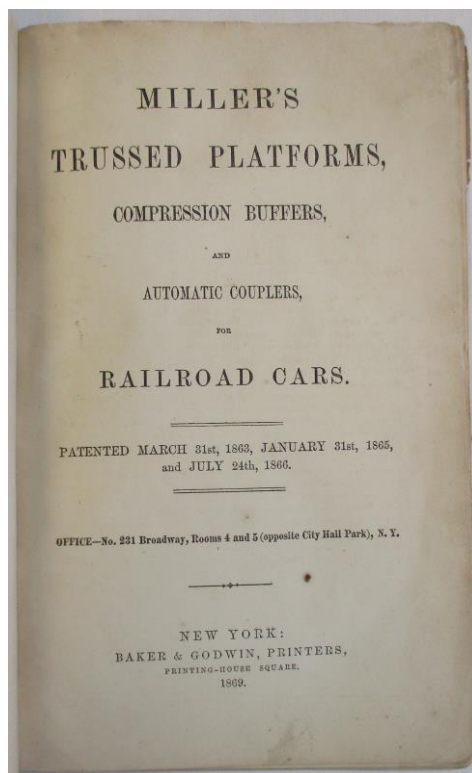 MILLER'S
TRUSSED PLATFORMS,
COMPRESSION BUFFERS,
AND
AUTOMATIC COUPLERS,
FOR
RAILROAD CARS.
PATENTED MARCH 31st, 1863, JANUARY 31st, 1865,
and JULY 24th, 1866.
OFFICE—No. 231 Broadway, Rooms 4 and 5 (opposite City Hall Park), N. Y.
NEW YORK:
BAKER & GODWIN, PRINTERS,
PRINTING-HOUSE SQUARE.
1869.